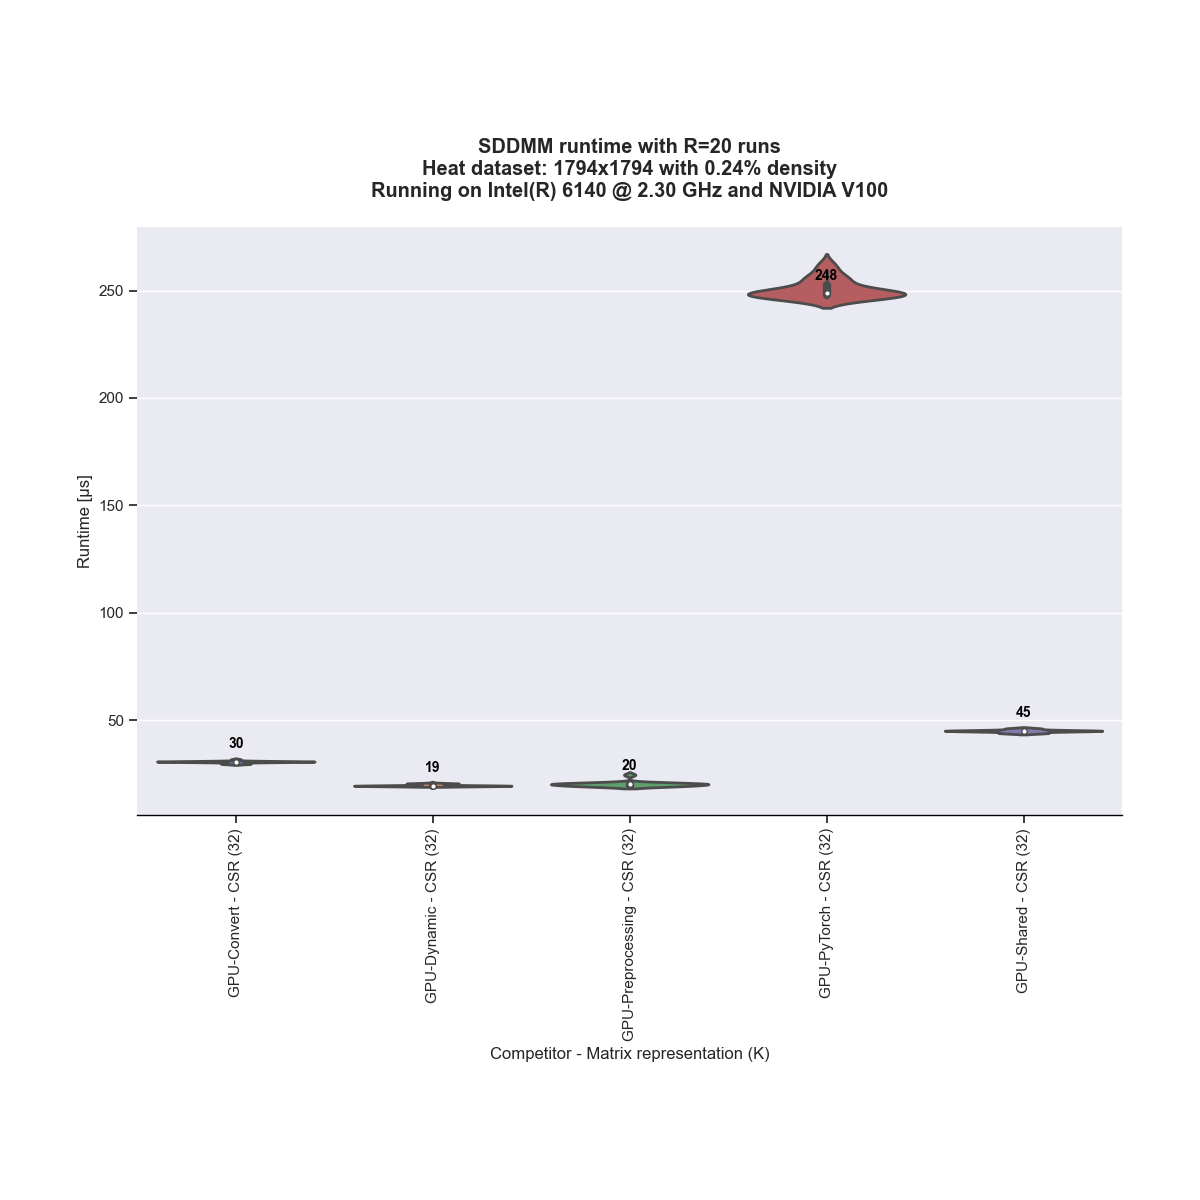 SDDMM runtime with R=20 runs
Heat dataset: 1794x1794 with 0.24% density
Running on Intel(R) 6140 @ 2.30 GHz and NVIDIA V100
Runtime [µs]
250
200
150
100
50
30
19
20
248
45
GPU-Convert - CSR (32)
GPU-Dynamic - CSR (32)
GPU-Preprocessing - CSR (32)
GPU-PyTorch - CSR (32)
GPU-Shared - CSR (32)
Competitor - Matrix representation (K)